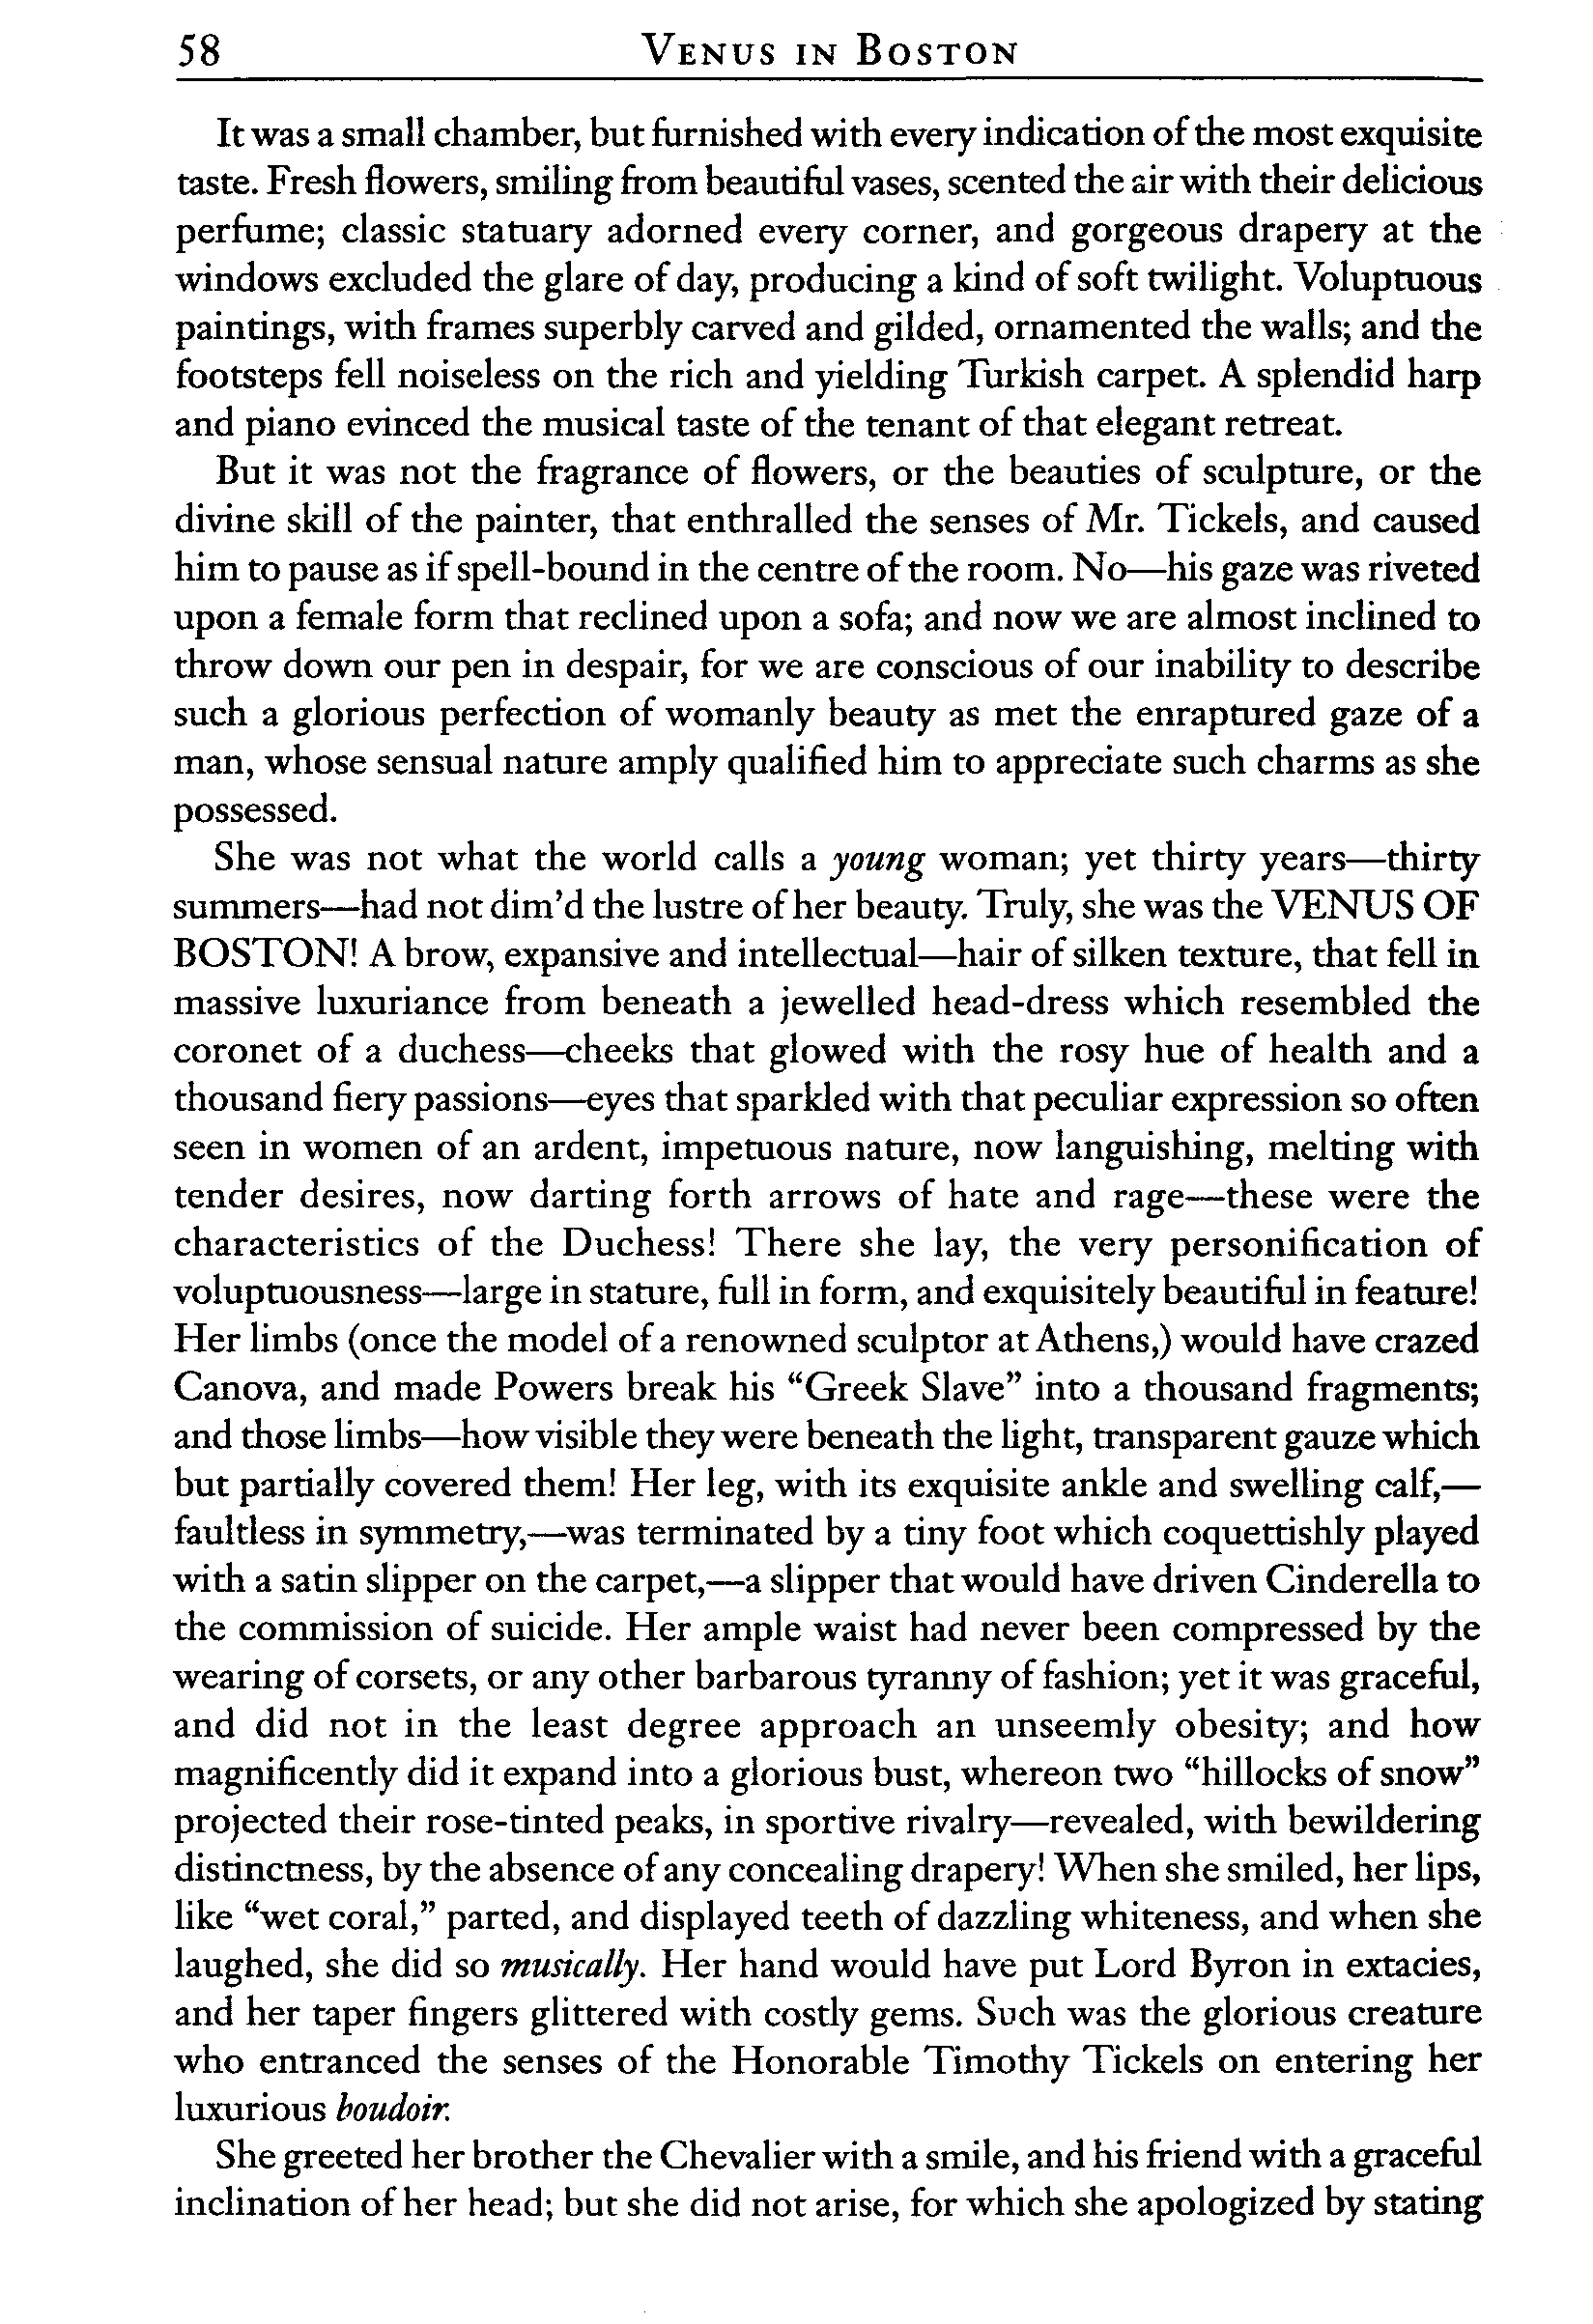 58 VENUS IN BOSTON
It was a small chamber, but furnished with every indication of the most exquisite
taste. Fresh flowers, smiling from beautiful vases, scented the air with their delicious
perfume; classic statuary adorned every corner, and gorgeous drapery at the
windows excluded the glare of day, producing a kind of soft twilight. Voluptuous
paintings, with frames superbly carved and gilded, ornamented the walls; and the
footsteps fell noiseless on the rich and yielding Turkish carpet. A splendid harp
and piano evinced the musical taste of the tenant of that elegant retreat.
But it was not the fragrance of flowers, or the beauties of sculpture, or the
divine skill of the painter, that enthralled the senses of Mr. Tickels, and caused
him to pause as if spell-bound in the centre of the room. No—his gaze was riveted
upon a female form that reclined upon a sofa; and now we are almost inclined to
throw down our pen in despair, for we are conscious of our inability to describe
such a glorious perfection of womanly beauty as met the enraptured gaze of a
man, whose sensual nature amply qualified him to appreciate such charms as she
possessed.
She was not what the world calls a young woman; yet thirty years—thirty
summers—had not dim'd the lustre of her beauty. Truly, she was the VENUS OF
BOSTON! A brow, expansive and intellectual—hair of silken texture, that fell in
massive luxuriance from beneath a jewelled head-dress which resembled the
coronet of a duchess—cheeks that glowed with the rosy hue of health and a
thousand fiery passions—eyes that sparkled with that peculiar expression so often
seen in women of an ardent, impetuous nature, now languishing, melting with
tender desires, now darting forth arrows of hate and rage—these were the
characteristics of the Duchess! There she lay, the very personification of
voluptuousness—large in stature, full in form, and exquisitely beautiful in feature!
Her limbs (once the model of a renowned sculptor at Athens,) would have crazed
Canova, and made Powers break his “Greek Slave” into a thousand fragments;
and those limbs—how visible they were beneath the light, transparent gauze which
but partially covered them! Her leg, with its exquisite ankle and swelling calf,—
faultless in symmetry,—was terminated by a tiny foot which coquettishly played
with a satin slipper on the carpet,—a slipper that would have driven Cinderella to
the commission of suicide. Her ample waist had never been compressed by the
wearing of corsets, or any other barbarous tyranny of fashion; yet it was graceful,
and did not in the least degree approach an unseemly obesity; and how
magnificently did it expand into a glorious bust, whereon two “hillocks of snow”
projected their rose-tinted peaks, in sportive rivalry—revealed, with bewildering
distinctness, by the absence of any concealing drapery! When she smiled, her lips,
like “wet coral,” parted, and displayed teeth of dazzling whiteness, and when she
laughed, she did so musically. Her hand would have put Lord Byron in extacies,
and her taper fingers glittered with costly gems. Such was the glorious creature
who entranced the senses of the Honorable Timothy Tickels on entering her
luxurious boudoir.
She greeted her brother the Chevalier with a smile, and his friend with a graceful
inclination of her head; but she did not arise, for which she apologized by stating